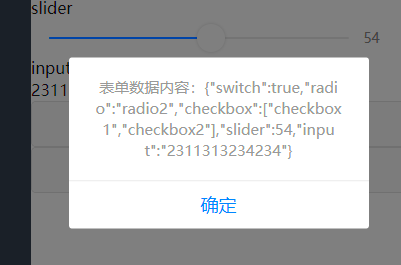 slider
54
input
2311
表单数据内容：{"switch":true,"radi
o":"radio2","checkbox":["checkbox
1","checkbox2"],"slider":54,"inpu
t":"2311313234234"}
确定